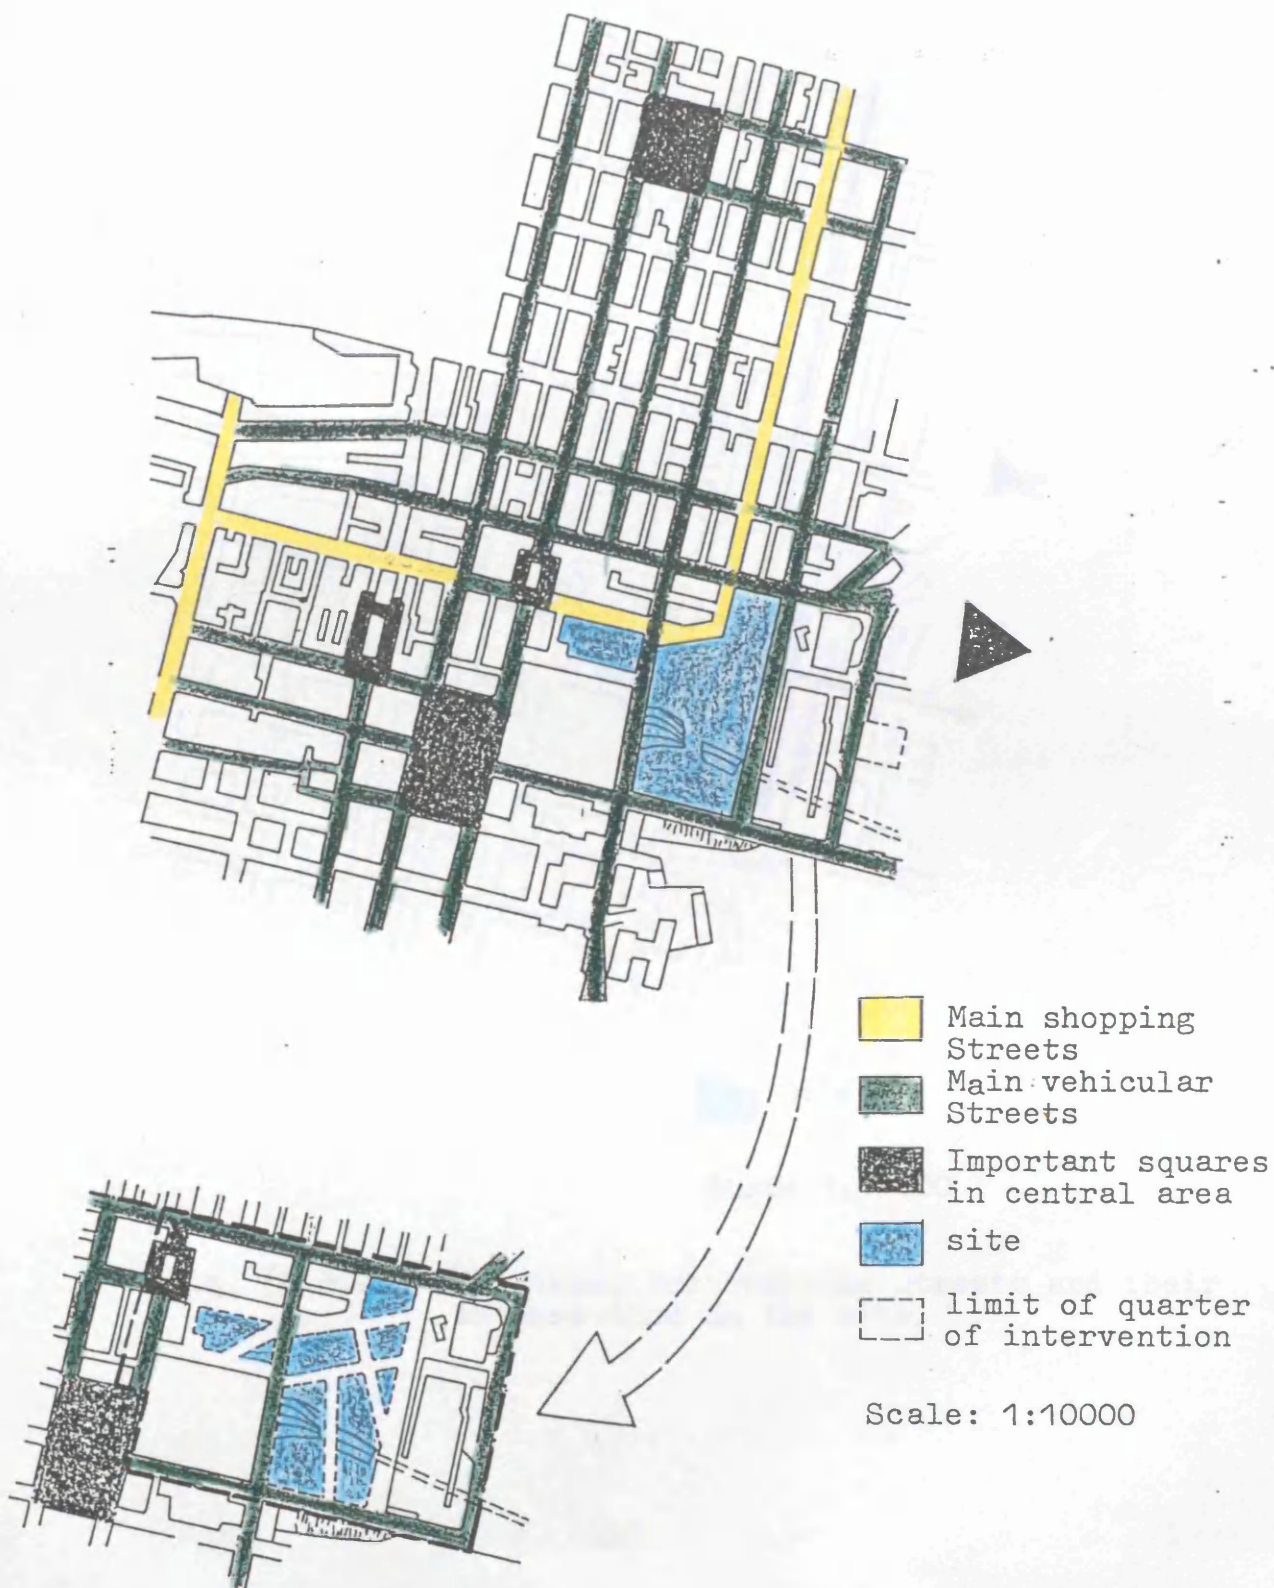 Main shopping
Streets
Main vehicular
Streets
Important squares
in central area
site
limit of quarter
of intervention
Scale: 1:10000